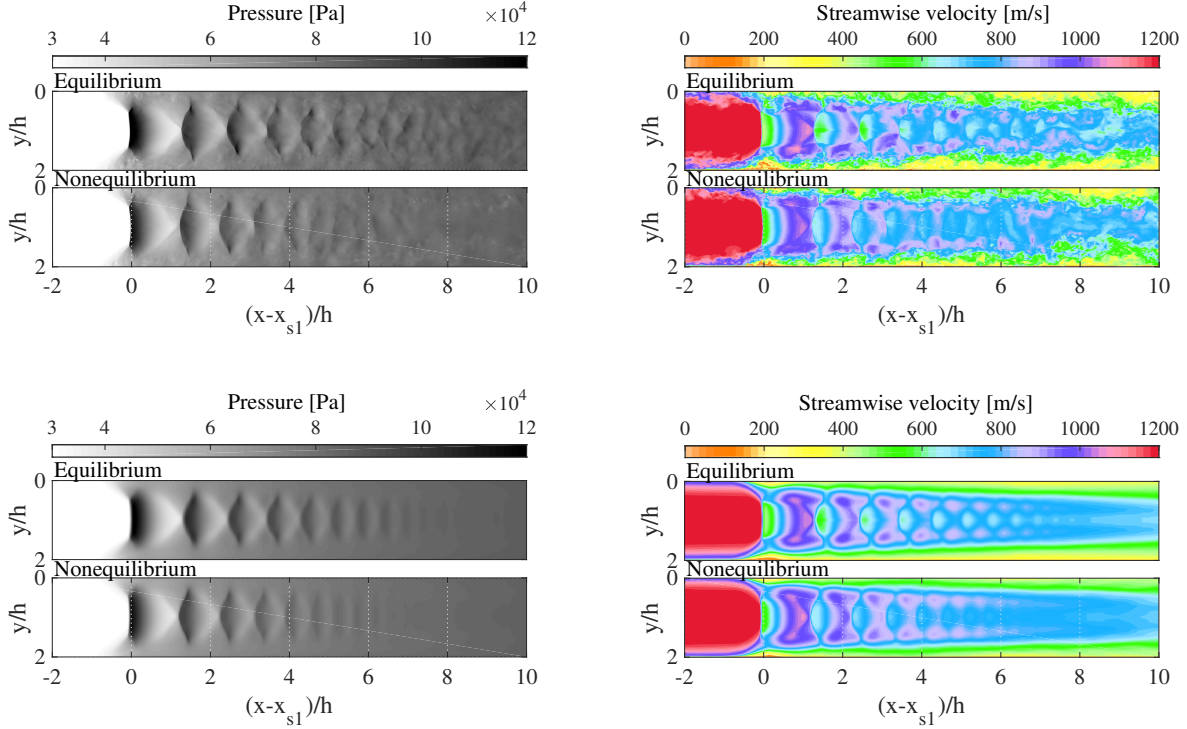 Pressure [Pa] ×10^4
3 4 6 8 10 12
Equilibrium
0
y/h
2
Nonequilibrium
0
y/h
2
-2 0 2 4 6 8 10
(x-x_s1)/h
Streamwise velocity [m/s]
0 200 400 600 800 1000 1200
Equilibrium
0
y/h
2
Nonequilibrium
0
y/h
2
-2 0 2 4 6 8 10
(x-x_s1)/h
Pressure [Pa] ×10^4
3 4 6 8 10 12
Equilibrium
0
y/h
2
Nonequilibrium
0
y/h
2
-2 0 2 4 6 8 10
(x-x_s1)/h
Streamwise velocity [m/s]
0 200 400 600 800 1000 1200
Equilibrium
0
y/h
2
Nonequilibrium
0
y/h
2
-2 0 2 4 6 8 10
(x-x_s1)/h